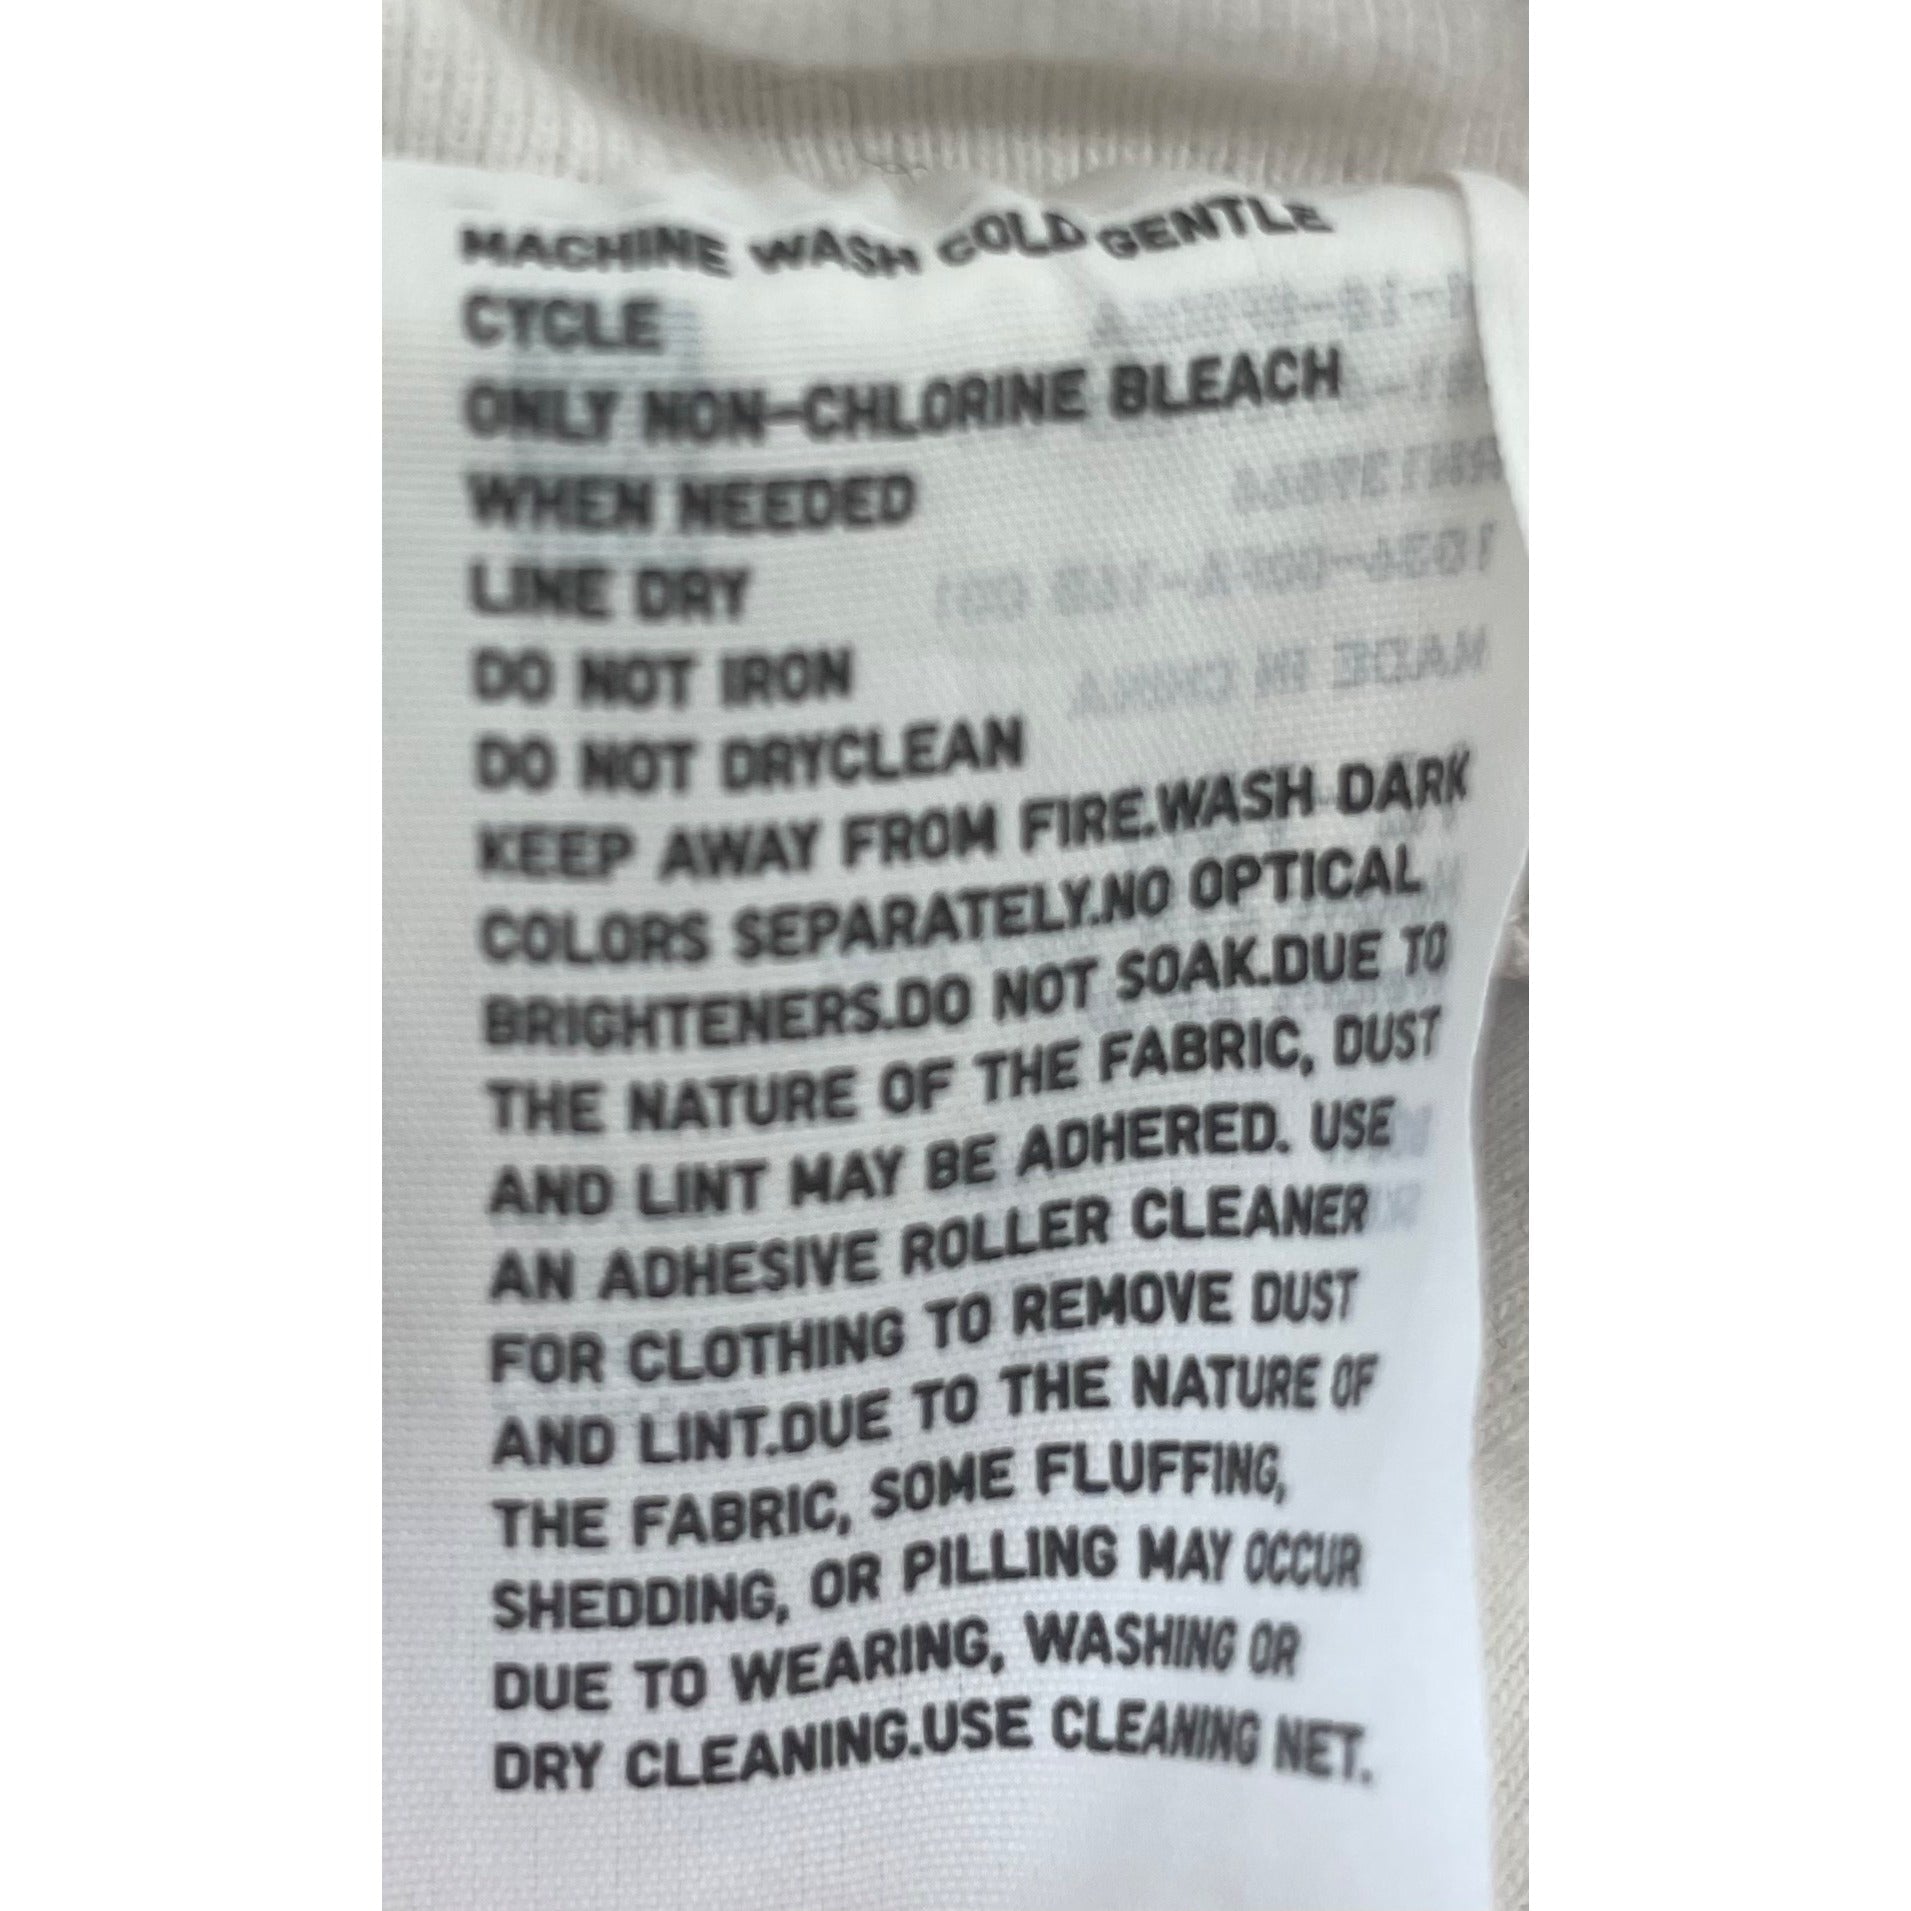 MACHINE WASH COLD GENTLE
CYCLE
ONLY NON-CHLORINE BLEACH
WHEN NEEDED
LINE DRY
DO NOT IRON
DO NOT DRYCLEAN
KEEP AWAY FROM FIRE.WASH DARK
COLORS SEPARATELY.NO OPTICAL
BRIGHTENERS.DO NOT SOAK.DUE TO
THE NATURE OF THE FABRIC, DUST
AND LINT MAY BE ADHERED. USE
AN ADHESIVE ROLLER CLEANER
FOR CLOTHING TO REMOVE DUST
AND LINT.DUE TO THE NATURE OF
THE FABRIC, SOME FLUFFING,
SHEDDING, OR PILLING MAY OCCUR
DUE TO WEARING, WASHING OR
DRY CLEANING.USE CLEANING NET.
MADE IN CHINA